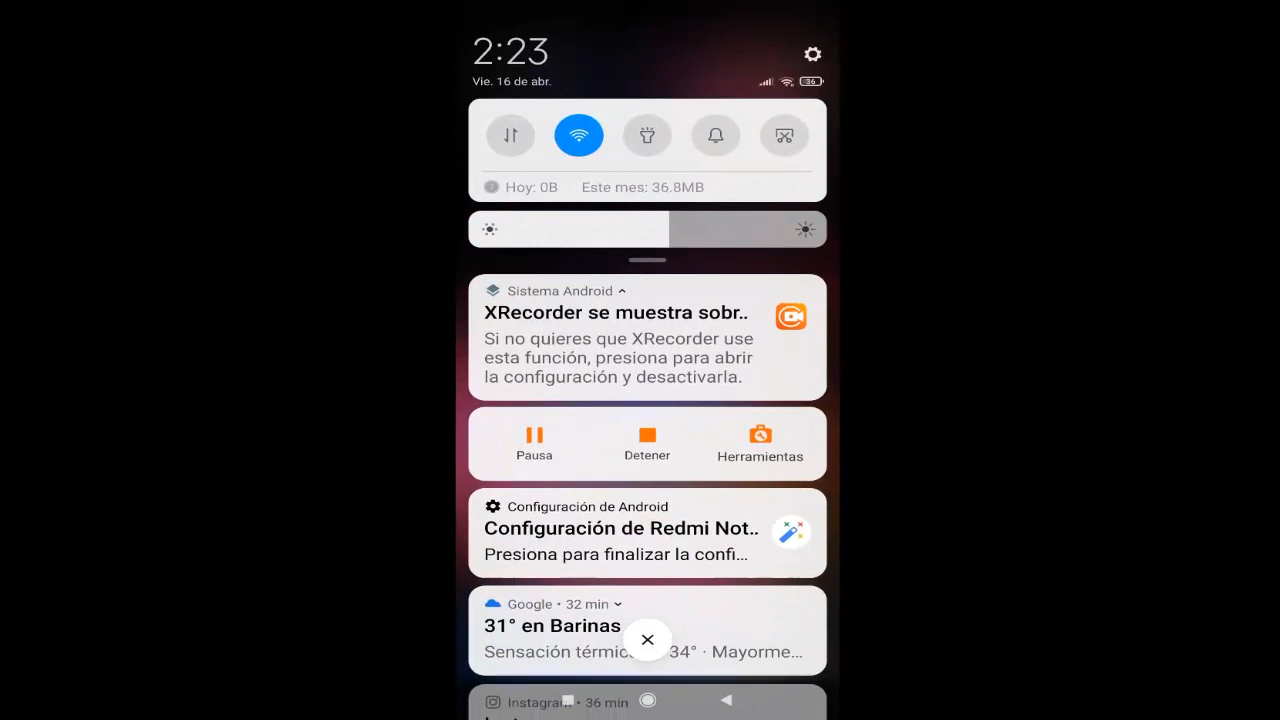 2:23
Vie. 16 de abr.
36
Hoy: 0B Este mes: 36.8MB
Sistema Android
XRecorder se muestra sobr..
Si no quieres que XRecorder use
esta función, presiona para abrir
la configuración y desactivarla.
Pausa Detener Herramientas
Configuración de Android
Configuración de Redmi Not..
Presiona para finalizar la confi...
Google • 32 min
31° en Barinas
Sensación 34° · Mayorme...
Instagram • 36 min